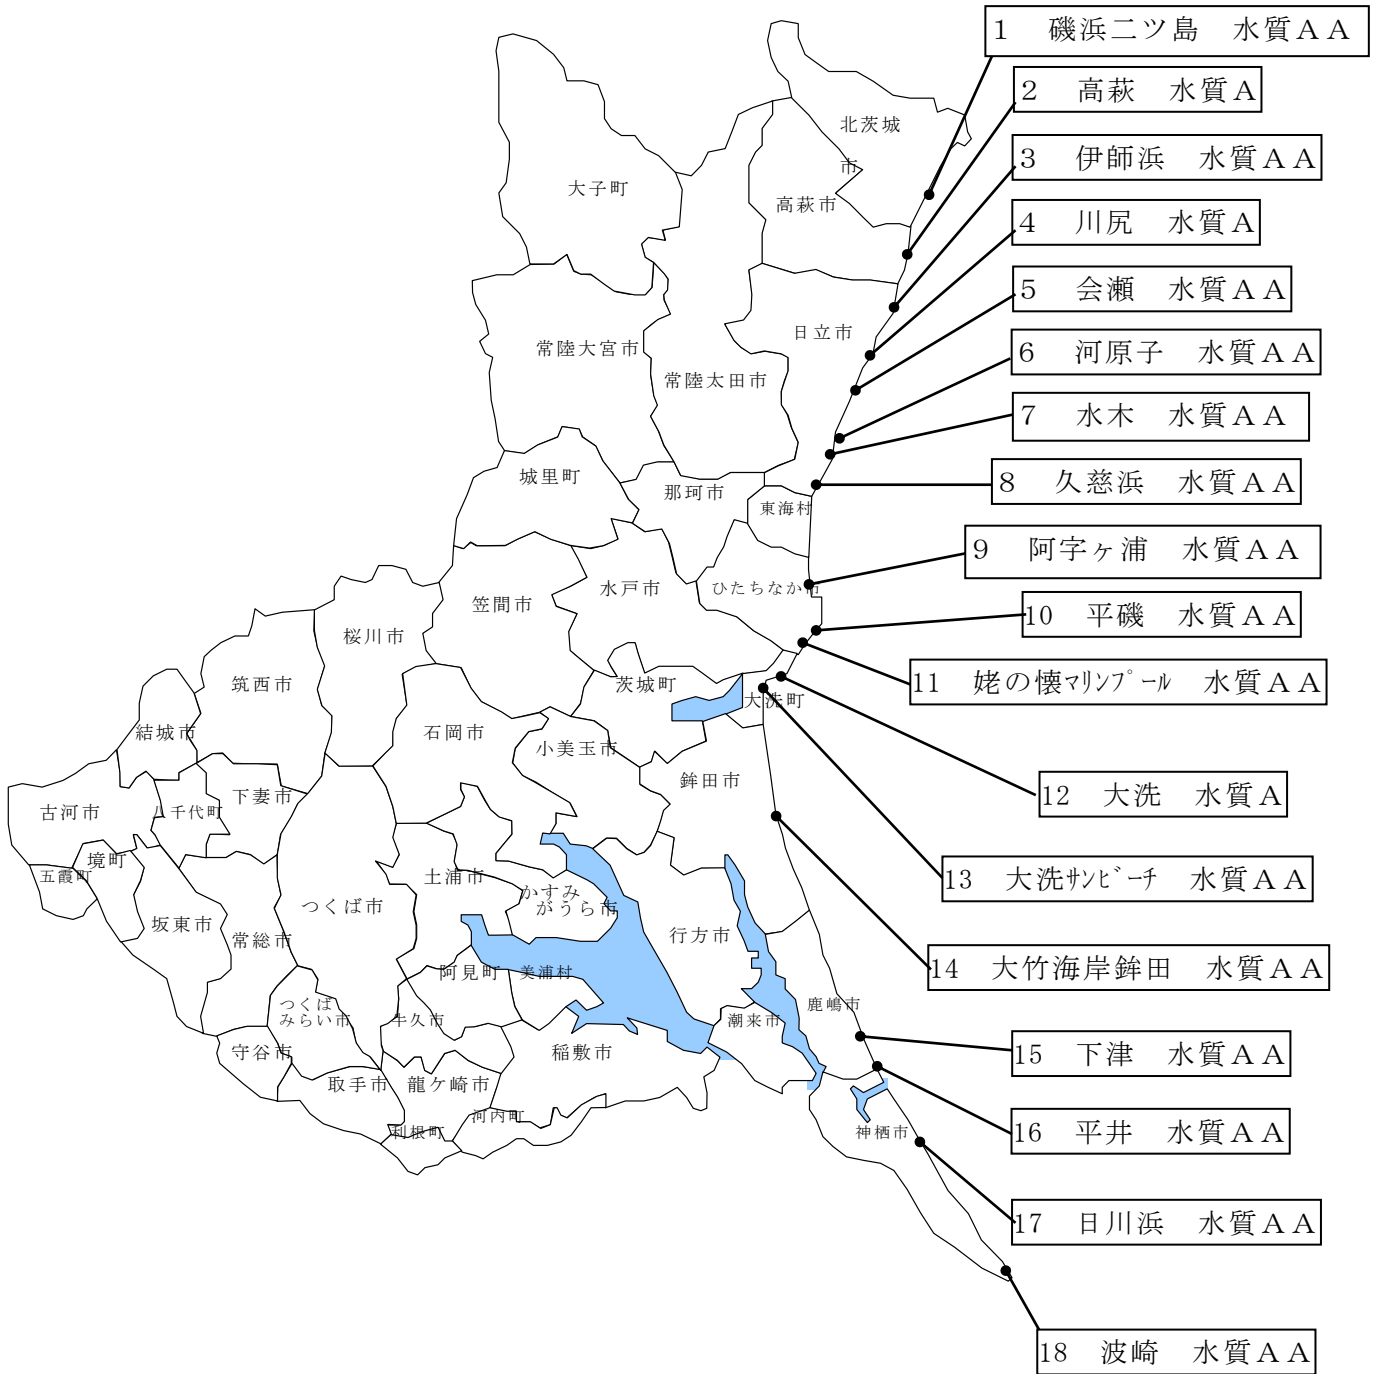 1　磯浜二ツ島　水質ＡＡ
2　高萩　水質Ａ
3　伊師浜　水質ＡＡ
4　川尻　水質Ａ
5　会瀬　水質ＡＡ
6　河原子　水質ＡＡ
7　水木　水質ＡＡ
8　久慈浜　水質ＡＡ
9　阿字ヶ浦　水質ＡＡ
10　平磯　水質ＡＡ
11　姥の懐ﾏﾘﾝﾌﾟｰﾙ　水質ＡＡ
12　大洗　水質Ａ
13　大洗ｻﾝﾋﾞｰﾁ　水質ＡＡ
14　大竹海岸鉾田　水質ＡＡ
15　下津　水質ＡＡ
16　平井　水質ＡＡ
17　日川浜　水質ＡＡ
18　波崎　水質ＡＡ
北茨城
市
大子町
高萩市
日立市
常陸大宮市
常陸太田市
城里町
那珂市
東海村
ひたちなか市
水戸市
笠間市
桜川市
筑西市
茨城町
大洗町
結城市
石岡市
小美玉市
鉾田市
下妻市
古河市
八千代町
境町
五霞町
土浦市
かすみ
がうら市
つくば市
坂東市
常総市
行方市
阿見町
美浦村
つくば
みらい市
牛久市
潮来市
鹿嶋市
守谷市
稲敷市
取手市
龍ケ崎市
河内町
利根町
神栖市